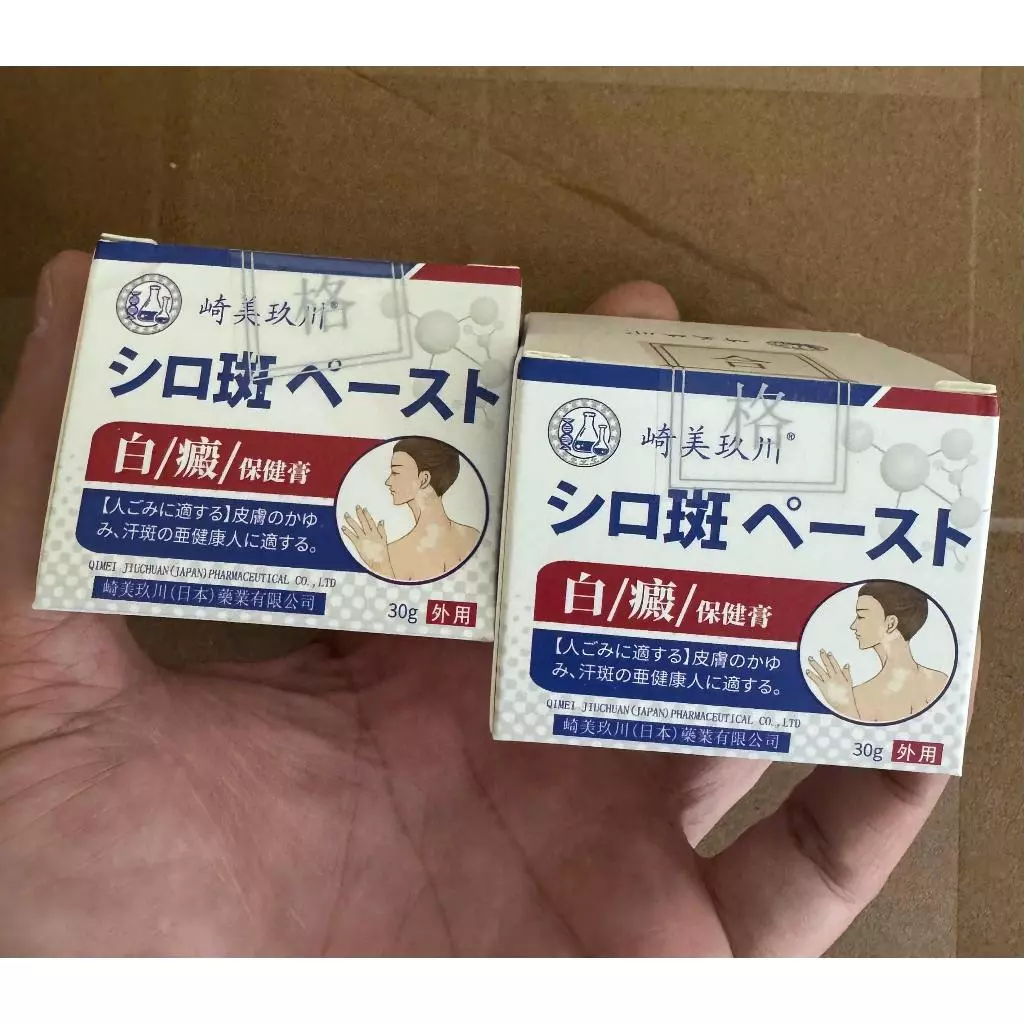 崎美玖川®
格
シロ斑 ペースト
白/癜/保健膏
【人ごみに適する】皮膚のかゆ
み、汗斑の亜健康人に適する。
QIMEI JIUCHUAN(JAPAN)PHARMACEUTICAL CO.,LTD
崎美玖川(日本)藥業有限公司
30g 外用
合
格
崎美玖川®
シロ斑 ペースト
白/癜/保健膏
【人ごみに適する】皮膚のかゆ
み、汗斑の亜健康人に適する。
QIMEI JIUCHUAN(JAPAN)PHARMACEUTICAL CO.,LTD
崎美玖川(日本)藥業有限公司
30g 外用